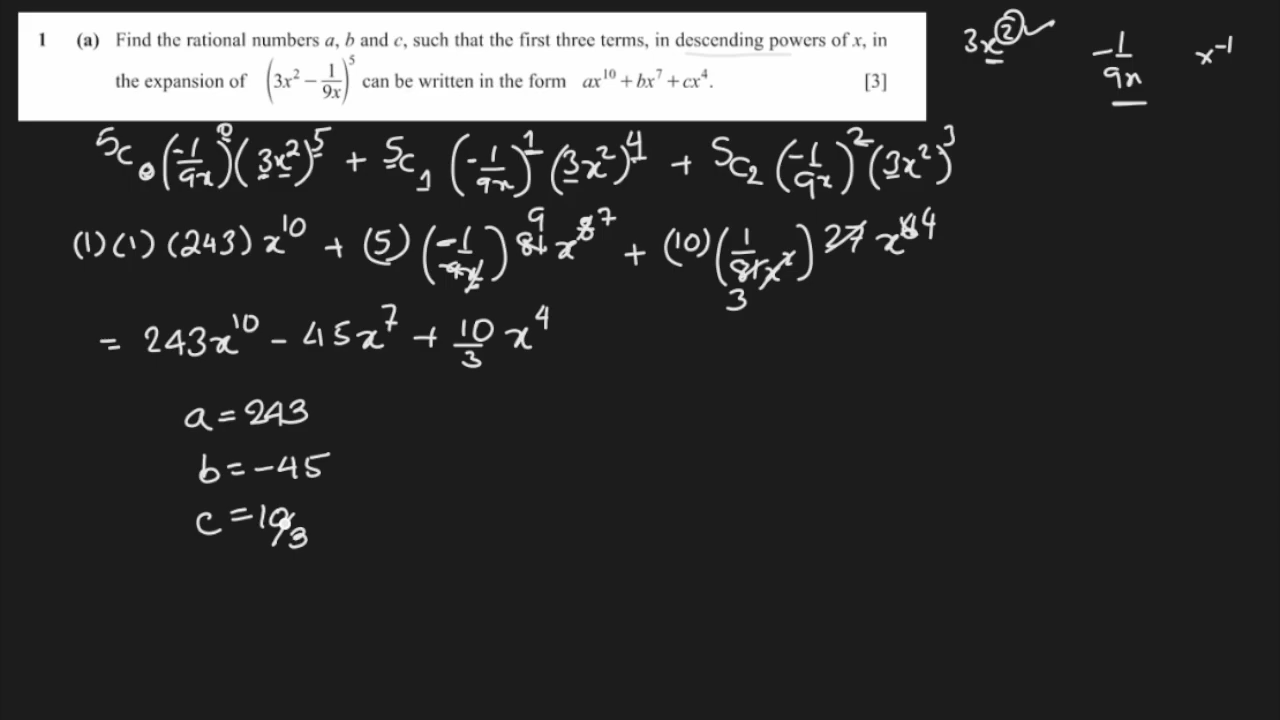 1 (a) Find the rational numbers a, b and c, such that the first three terms, in descending powers of x, in
the expansion of (3x² − 1/9x)⁵ can be written in the form ax¹⁰ + bx⁷ + cx⁴. [3]
3x² ✓
-1/9x
x⁻¹
⁵C₀ (-1/9x)⁰ (3x²)⁵ + ⁵C₁ (-1/9x)¹ (3x²)⁴ + ⁵C₂ (-1/9x)² (3x²)³
(1)(1)(243)x¹⁰ + (5)(-1/9x) 81 9 x⁸ ⁷ + (10)(1/81x²) 3 27 x⁶ ⁴
= 243x¹⁰ - 45x⁷ + 10/3 x⁴
a = 243
b = -45
c = 10/3